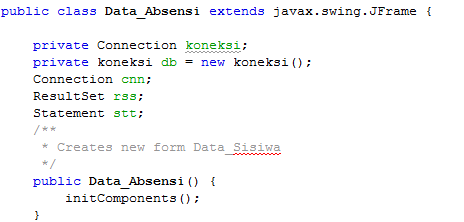 public class Data_Absensi extends javax.swing.JFrame {
private Connection koneksi;
private koneksi db = new koneksi();
Connection cnn;
ResultSet rss;
Statement stt;
/**
* Creates new form Data_Sisiwa
*/
public Data_Absensi() {
initComponents();
}